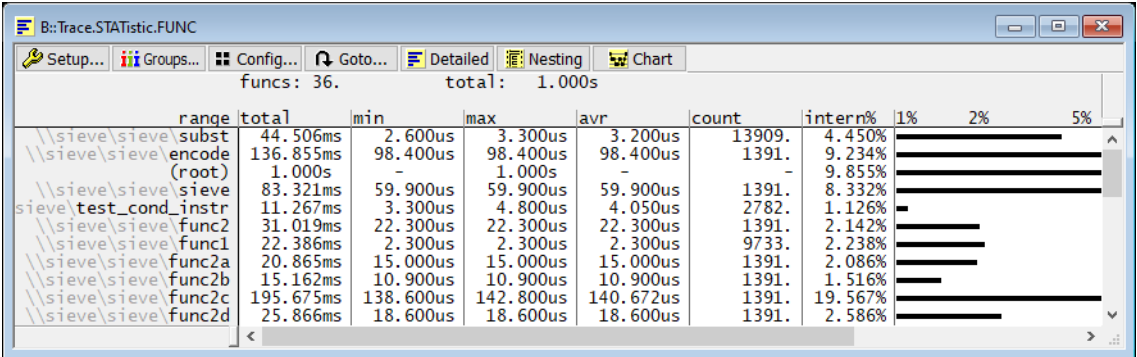 B::Trace.STATistic.FUNC
Setup... Groups... Config... Goto... Detailed Nesting Chart
funcs: 36. total: 1.000s
range total min max avr count intern% 1% 2% 5%
\\sieve\sieve\subst 44.506ms 2.600us 3.300us 3.200us 13909. 4.450%
\\sieve\sieve\encode 136.855ms 98.400us 98.400us 98.400us 1391. 9.234%
(root) 1.000s - 1.000s - - 9.855%
\\sieve\sieve\sieve 83.321ms 59.900us 59.900us 59.900us 1391. 8.332%
sieve\test_cond_instr 11.267ms 3.300us 4.800us 4.050us 2782. 1.126%
\\sieve\sieve\func2 31.019ms 22.300us 22.300us 22.300us 1391. 2.142%
\\sieve\sieve\func1 22.386ms 2.300us 2.300us 2.300us 9733. 2.238%
\\sieve\sieve\func2a 20.865ms 15.000us 15.000us 15.000us 1391. 2.086%
\\sieve\sieve\func2b 15.162ms 10.900us 10.900us 10.900us 1391. 1.516%
\\sieve\sieve\func2c 195.675ms 138.600us 142.800us 140.672us 1391. 19.567%
\\sieve\sieve\func2d 25.866ms 18.600us 18.600us 18.600us 1391. 2.586%